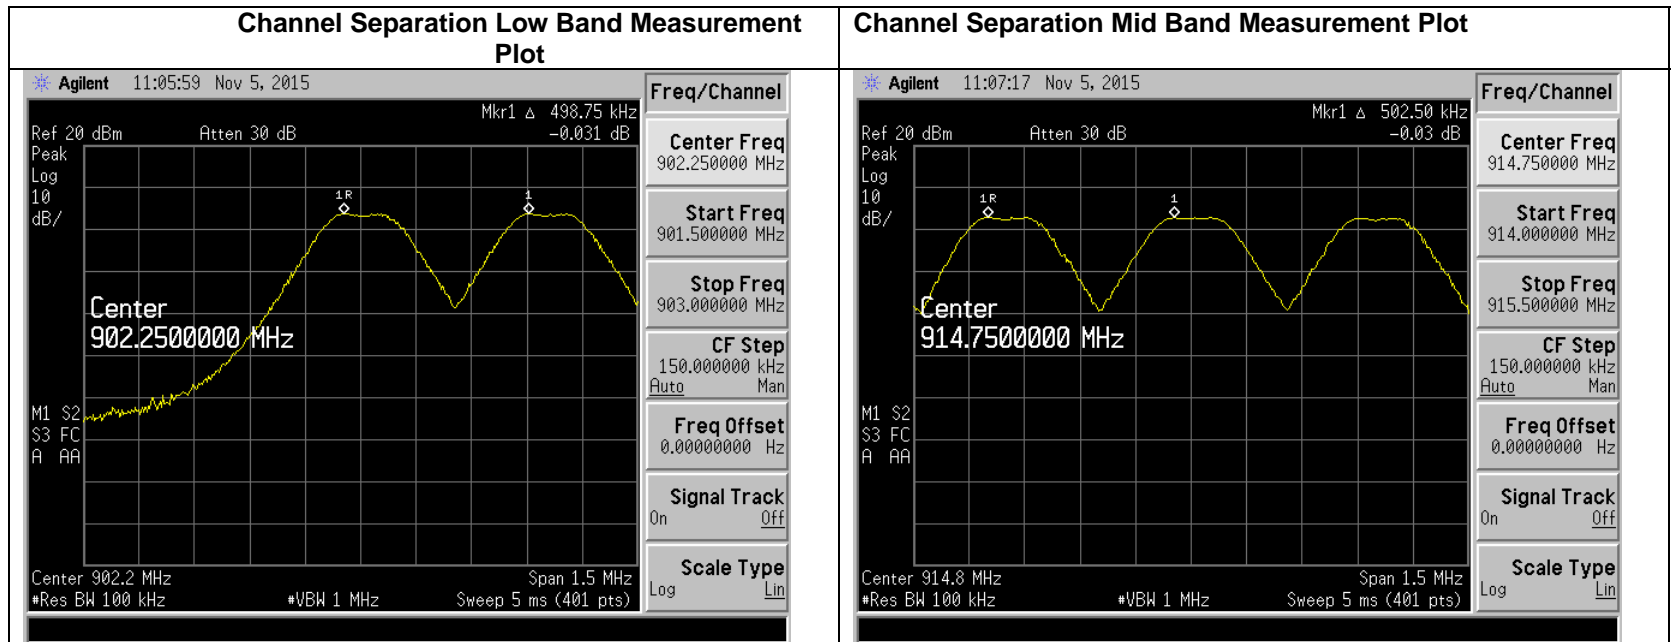 Channel Separation Low Band Measurement
Plot
Agilent 11:05:59 Nov 5, 2015
Mkr1 Δ 498.75 kHz
Ref 20 dBm Atten 30 dB -0.031 dB
Peak
Log
10
dB/
1R
1
Center
902.2500000 MHz
M1 S2
S3 FC
A AA
Center 902.2 MHz Span 1.5 MHz
#Res BW 100 kHz #VBW 1 MHz Sweep 5 ms (401 pts)
Freq/Channel
Center Freq
902.250000 MHz
Start Freq
901.500000 MHz
Stop Freq
903.000000 MHz
CF Step
150.000000 kHz
Auto Man
Freq Offset
0.00000000 Hz
Signal Track
On Off
Scale Type
Log Lin
Channel Separation Mid Band Measurement Plot
Agilent 11:07:17 Nov 5, 2015
Mkr1 Δ 502.50 kHz
Ref 20 dBm Atten 30 dB -0.03 dB
Peak
Log
10
dB/
1R
1
Center
914.7500000 MHz
M1 S2
S3 FC
A AA
Center 914.8 MHz Span 1.5 MHz
#Res BW 100 kHz #VBW 1 MHz Sweep 5 ms (401 pts)
Freq/Channel
Center Freq
914.750000 MHz
Start Freq
914.000000 MHz
Stop Freq
915.500000 MHz
CF Step
150.000000 kHz
Auto Man
Freq Offset
0.00000000 Hz
Signal Track
On Off
Scale Type
Log Lin